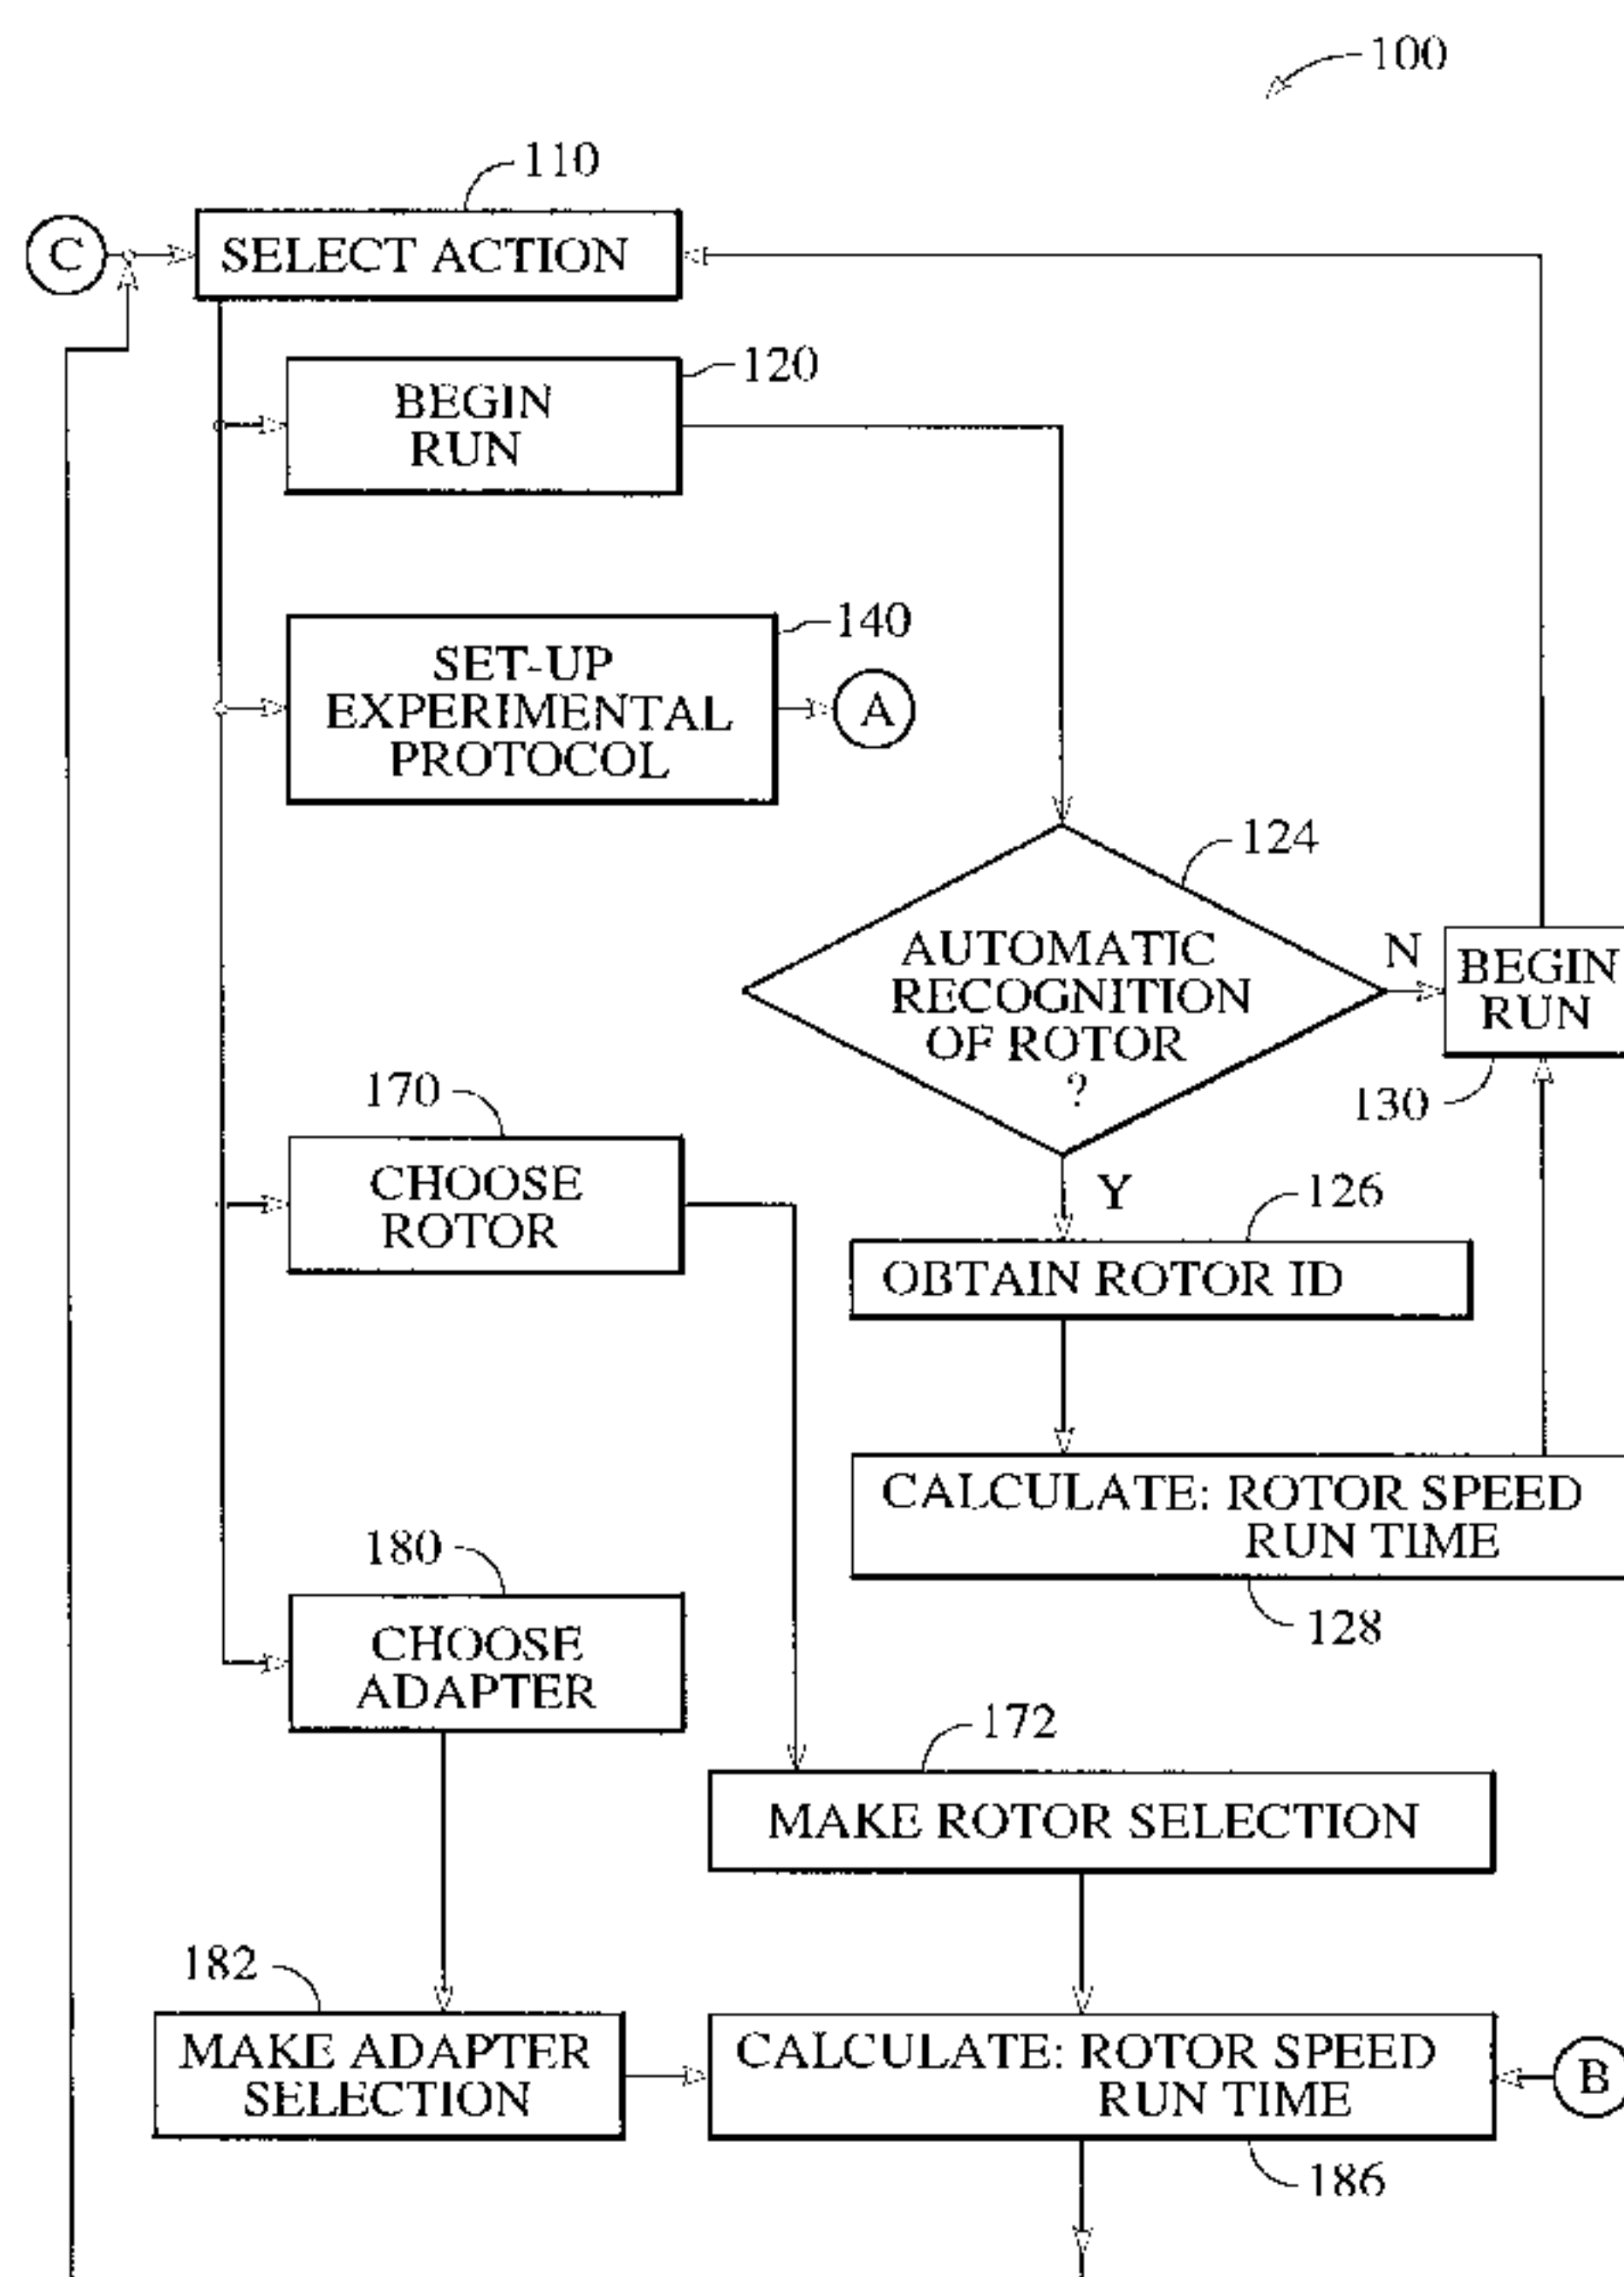 100
110
C
SELECT ACTION
120
BEGIN
RUN
140
SET-UP
EXPERIMENTAL
PROTOCOL
A
124
AUTOMATIC
RECOGNITION
OF ROTOR
?
N
BEGIN
RUN
130
Y
170
CHOOSE
ROTOR
126
OBTAIN ROTOR ID
CALCULATE: ROTOR SPEED
RUN TIME
128
180
CHOOSE
ADAPTER
172
MAKE ROTOR SELECTION
182
MAKE ADAPTER
SELECTION
CALCULATE: ROTOR SPEED
RUN TIME
B
186